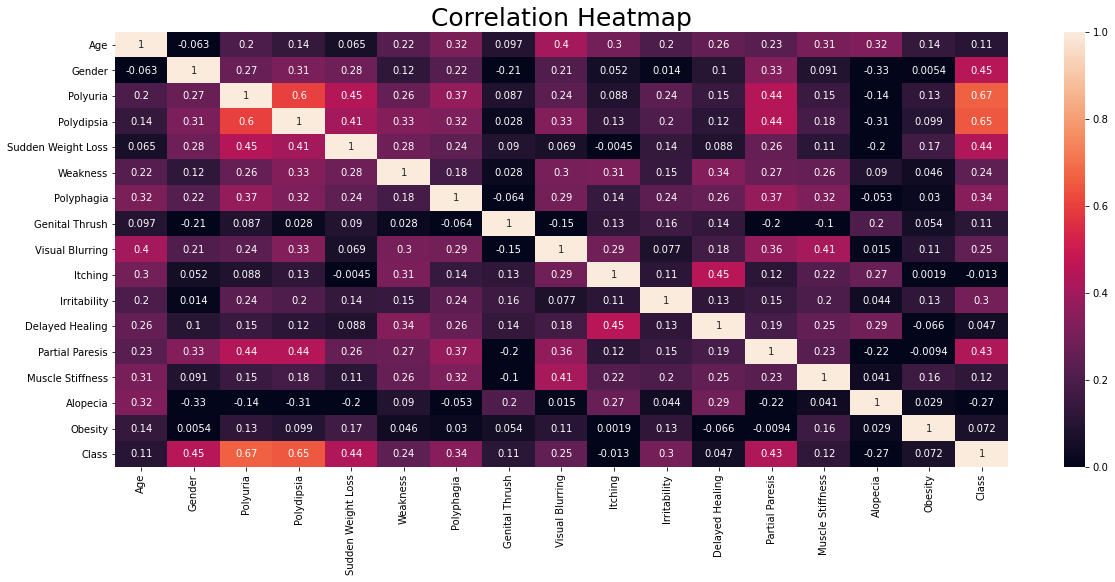 Correlation Heatmap
Age 1 -0.063 0.2 0.14 0.065 0.22 0.32 0.097 0.4 0.3 0.2 0.26 0.23 0.31 0.32 0.14 0.11
Gender -0.063 1 0.27 0.31 0.28 0.12 0.22 -0.21 0.21 0.052 0.014 0.1 0.33 0.091 -0.33 0.0054 0.45
Polyuria 0.2 0.27 1 0.6 0.45 0.26 0.37 0.087 0.24 0.088 0.24 0.15 0.44 0.15 -0.14 0.13 0.67
Polydipsia 0.14 0.31 0.6 1 0.41 0.33 0.32 0.028 0.33 0.13 0.2 0.12 0.44 0.18 -0.31 0.099 0.65
Sudden Weight Loss 0.065 0.28 0.45 0.41 1 0.28 0.24 0.09 0.069 -0.0045 0.14 0.088 0.26 0.11 -0.2 0.17 0.44
Weakness 0.22 0.12 0.26 0.33 0.28 1 0.18 0.028 0.3 0.31 0.15 0.34 0.27 0.26 0.09 0.046 0.24
Polyphagia 0.32 0.22 0.37 0.32 0.24 0.18 1 -0.064 0.29 0.14 0.24 0.26 0.37 0.32 -0.053 0.03 0.34
Genital Thrush 0.097 -0.21 0.087 0.028 0.09 0.028 -0.064 1 -0.15 0.13 0.16 0.14 -0.2 -0.1 0.2 0.054 0.11
Visual Blurring 0.4 0.21 0.24 0.33 0.069 0.3 0.29 -0.15 1 0.29 0.077 0.18 0.36 0.41 0.015 0.11 0.25
Itching 0.3 0.052 0.088 0.13 -0.0045 0.31 0.14 0.13 0.29 1 0.11 0.45 0.12 0.22 0.27 0.0019 -0.013
Irritability 0.2 0.014 0.24 0.2 0.14 0.15 0.24 0.16 0.077 0.11 1 0.13 0.15 0.2 0.044 0.13 0.3
Delayed Healing 0.26 0.1 0.15 0.12 0.088 0.34 0.26 0.14 0.18 0.45 0.13 1 0.19 0.25 0.29 -0.066 0.047
Partial Paresis 0.23 0.33 0.44 0.44 0.26 0.27 0.37 -0.2 0.36 0.12 0.15 0.19 1 0.23 -0.22 -0.0094 0.43
Muscle Stiffness 0.31 0.091 0.15 0.18 0.11 0.26 0.32 -0.1 0.41 0.22 0.2 0.25 0.23 1 0.041 0.16 0.12
Alopecia 0.32 -0.33 -0.14 -0.31 -0.2 0.09 -0.053 0.2 0.015 0.27 0.044 0.29 -0.22 0.041 1 0.029 -0.27
Obesity 0.14 0.0054 0.13 0.099 0.17 0.046 0.03 0.054 0.11 0.0019 0.13 -0.066 -0.0094 0.16 0.029 1 0.072
Class 0.11 0.45 0.67 0.65 0.44 0.24 0.34 0.11 0.25 -0.013 0.3 0.047 0.43 0.12 -0.27 0.072 1
Age
Gender
Polyuria
Polydipsia
Sudden Weight Loss
Weakness
Polyphagia
Genital Thrush
Visual Blurring
Itching
Irritability
Delayed Healing
Partial Paresis
Muscle Stiffness
Alopecia
Obesity
Class
1.0
0.8
0.6
0.4
0.2
0.0